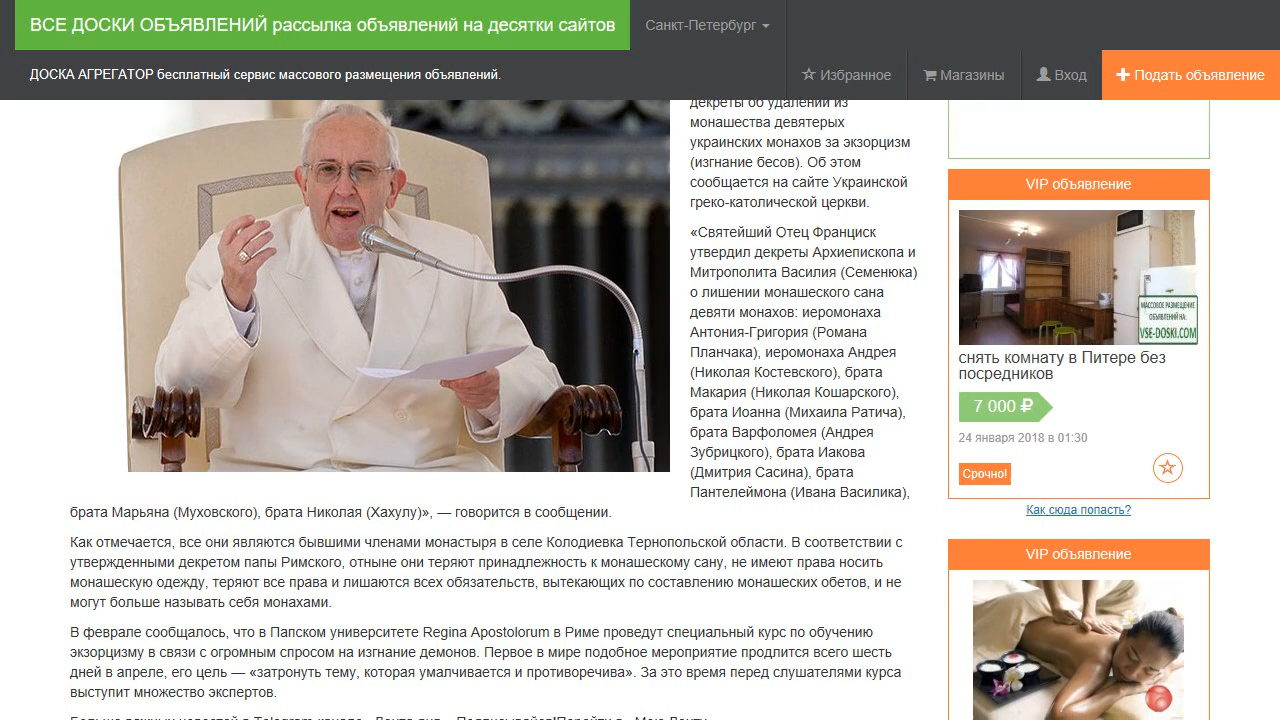 ВСЕ ДОСКИ ОБЪЯВЛЕНИЙ рассылка объявлений на десятки сайтов
Санкт-Петербург
ДОСКА АГРЕГАТОР бесплатный сервис массового размещения объявлений.
Избранное
Магазины
Вход
Подать объявление
декреты об удалении из
монашества девятерых
украинских монахов за экзорцизм
(изгнание бесов). Об этом
сообщается на сайте Украинской
греко-католической церкви.
«Святейший Отец Франциск
утвердил декреты Архиепископа и
Митрополита Василия (Семенюка)
о лишении монашеского сана
девяти монахов: иеромонаха
Антония-Григория (Романа
Планчака), иеромонаха Андрея
(Николая Костевского), брата
Макария (Николая Кошарского),
брата Иоанна (Михаила Ратича),
брата Варфоломея (Андрея
Зубрицкого), брата Иакова
(Дмитрия Сасина), брата
Пантелеймона (Ивана Василика),
брата Марьяна (Муховского), брата Николая (Хахулу)», — говорится в сообщении.
Как отмечается, все они являются бывшими членами монастыря в селе Колодиевка Тернопольской области. В соответствии с
утвержденными декретом папы Римского, отныне они теряют принадлежность к монашескому сану, не имеют права носить
монашескую одежду, теряют все права и лишаются всех обязательств, вытекающих по составлению монашеских обетов, и не
могут больше называть себя монахами.
В феврале сообщалось, что в Папском университете Regina Apostolorum в Риме проведут специальный курс по обучению
экзорцизму в связи с огромным спросом на изгнание демонов. Первое в мире подобное мероприятие продлится всего шесть
дней в апреле, его цель — «затронуть тему, которая умалчивается и противоречива». За это время перед слушателями курса
выступит множество экспертов.
VIP объявление
МАССОВОЕ РАЗМЕЩЕНИЕ
ОБЪЯВЛЕНИЙ НА:
VSE-DOSKI.COM
снять комнату в Питере без
посредников
7 000 ₽
24 января 2018 в 01:30
Срочно!
Как сюда попасть?
VIP объявление